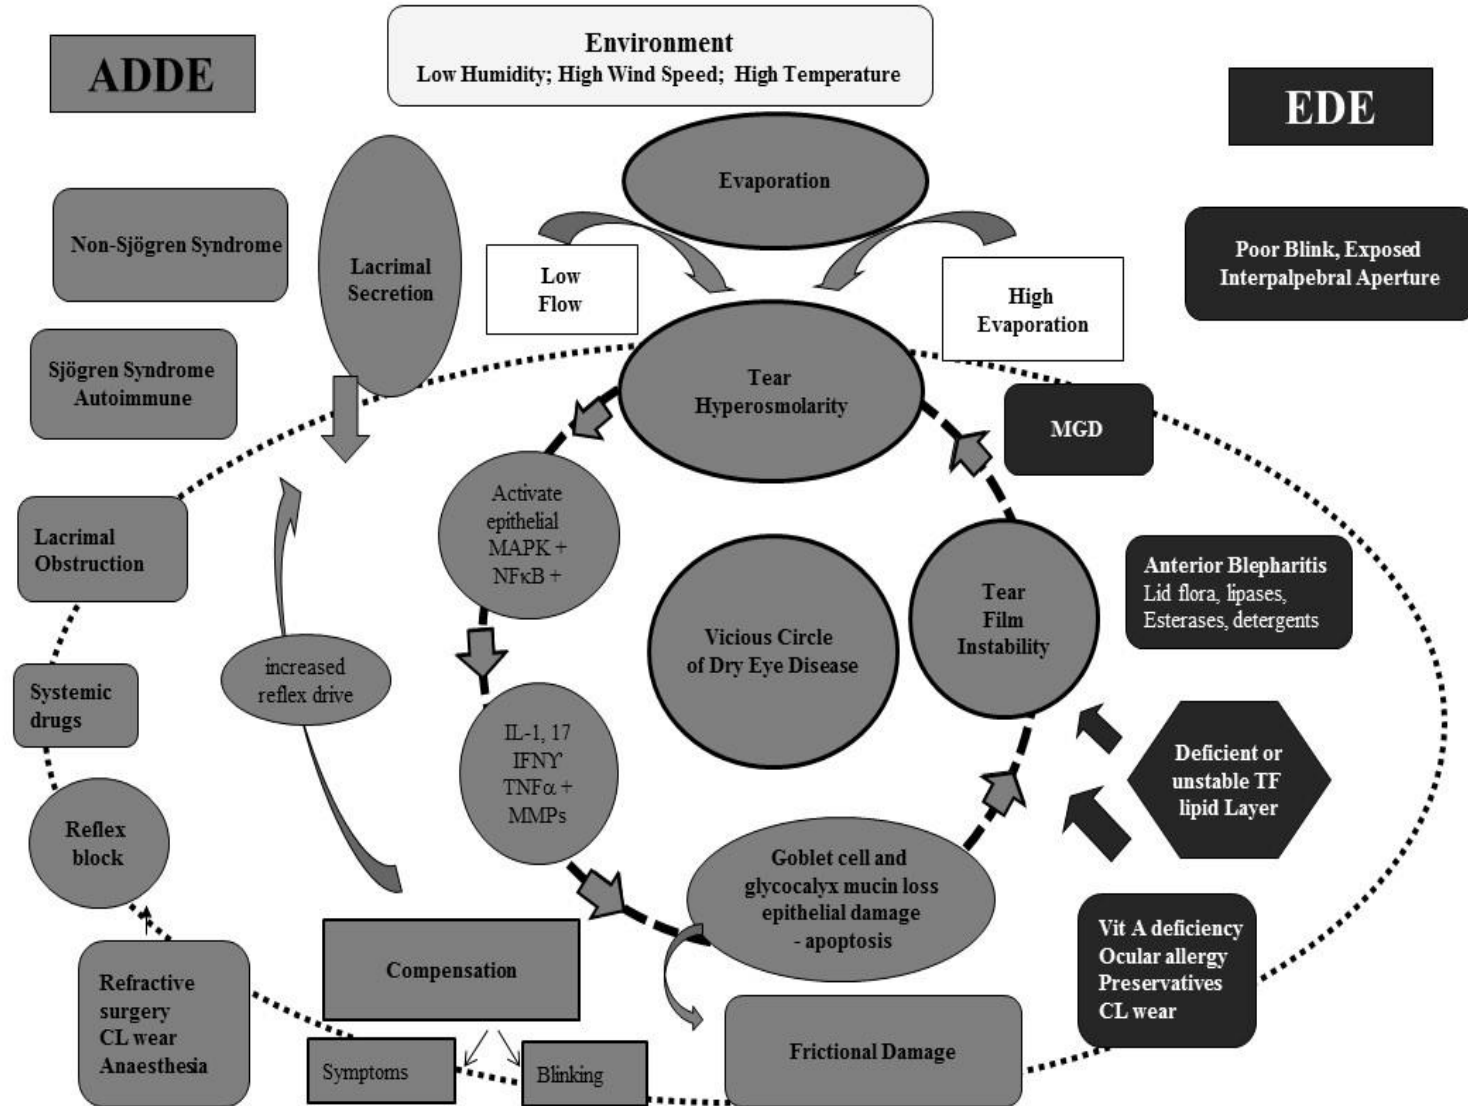 ADDE
Environment
Low Humidity; High Wind Speed; High Temperature
EDE
Evaporation
Non-Sjögren Syndrome
Lacrimal
Secretion
Low
Flow
High
Evaporation
Poor Blink, Exposed
Interpalpebral Aperture
Sjögren Syndrome
Autoimmune
Tear
Hyperosmolarity
MGD
Lacrimal
Obstruction
Activate
epithelial
MAPK +
NFκB +
Vicious Circle
of Dry Eye Disease
Tear
Film
Instability
Anterior Blepharitis
Lid flora, lipases,
Esterases, detergents
Systemic
drugs
increased
reflex drive
IL-1, 17
IFNϓ
TNFα +
MMPs
Deficient or
unstable TF
lipid Layer
Reflex
block
Goblet cell and
glycocalyx mucin loss
epithelial damage
- apoptosis
Refractive
surgery
CL wear
Anaesthesia
Compensation
Symptoms
Blinking
Frictional Damage
Vit A deficiency
Ocular allergy
Preservatives
CL wear